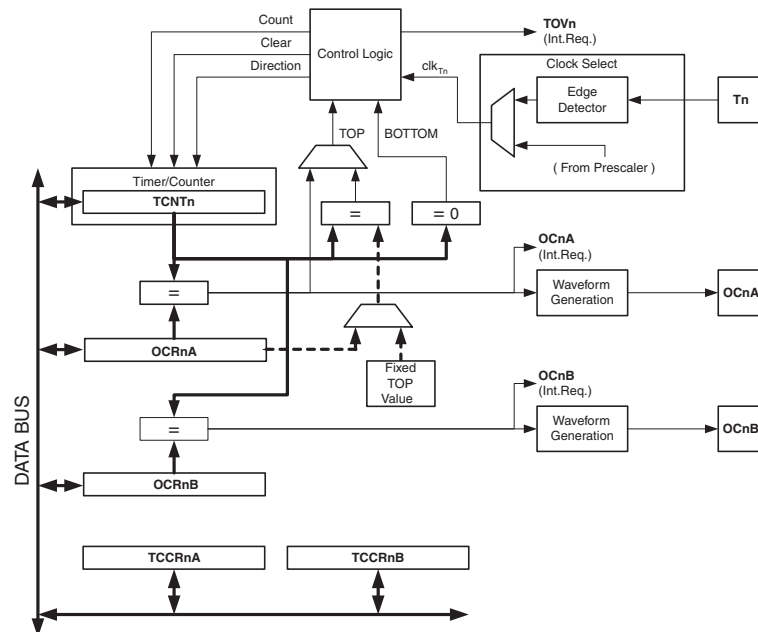 Count
Clear
Direction
Control Logic
TOVn
(Int.Req.)
clkTn
Clock Select
Edge
Detector
Tn
( From Prescaler )
TOP
BOTTOM
Timer/Counter
TCNTn
=
= 0
OCnA
(Int.Req.)
=
Waveform
Generation
OCnA
OCRnA
Fixed
TOP
Value
OCnB
(Int.Req.)
=
Waveform
Generation
OCnB
OCRnB
DATA BUS
TCCRnA
TCCRnB